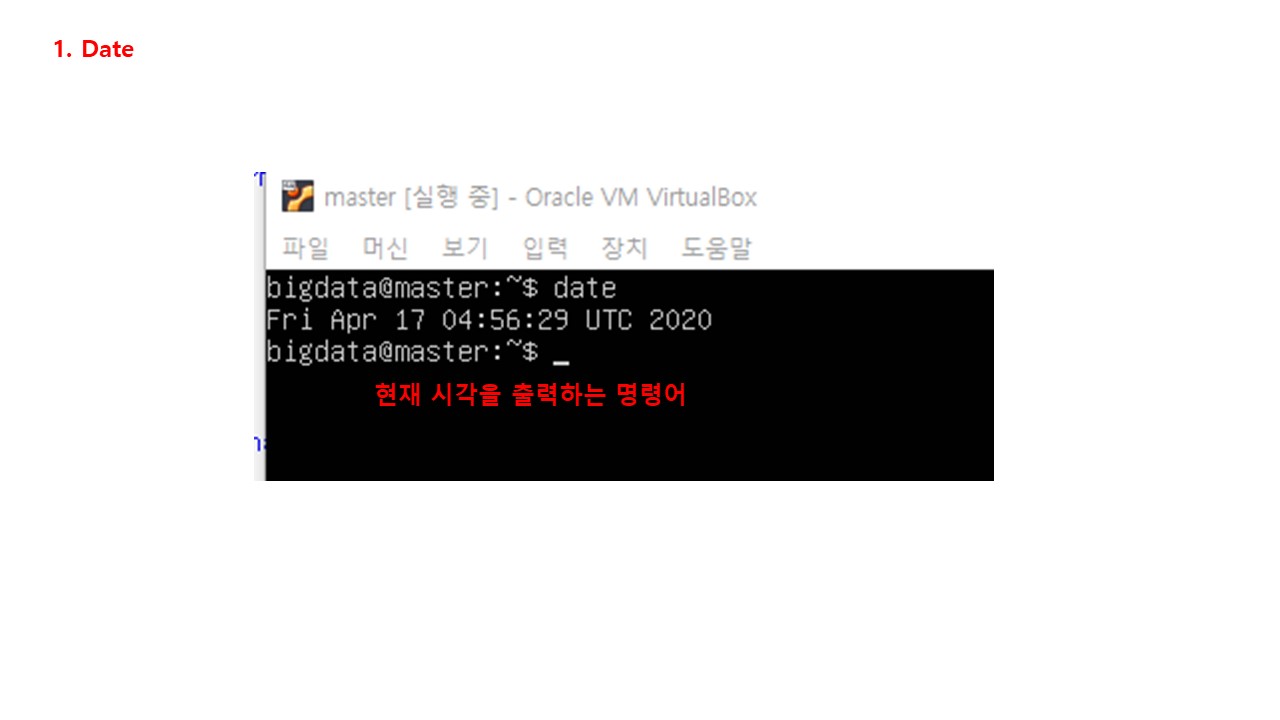 1. Date
master [실행 중] - Oracle VM VirtualBox
파일 머신 보기 입력 장치 도움말
bigdata@master:~$ date
Fri Apr 17 04:56:29 UTC 2020
bigdata@master:~$ _
현재 시각을 출력하는 명령어